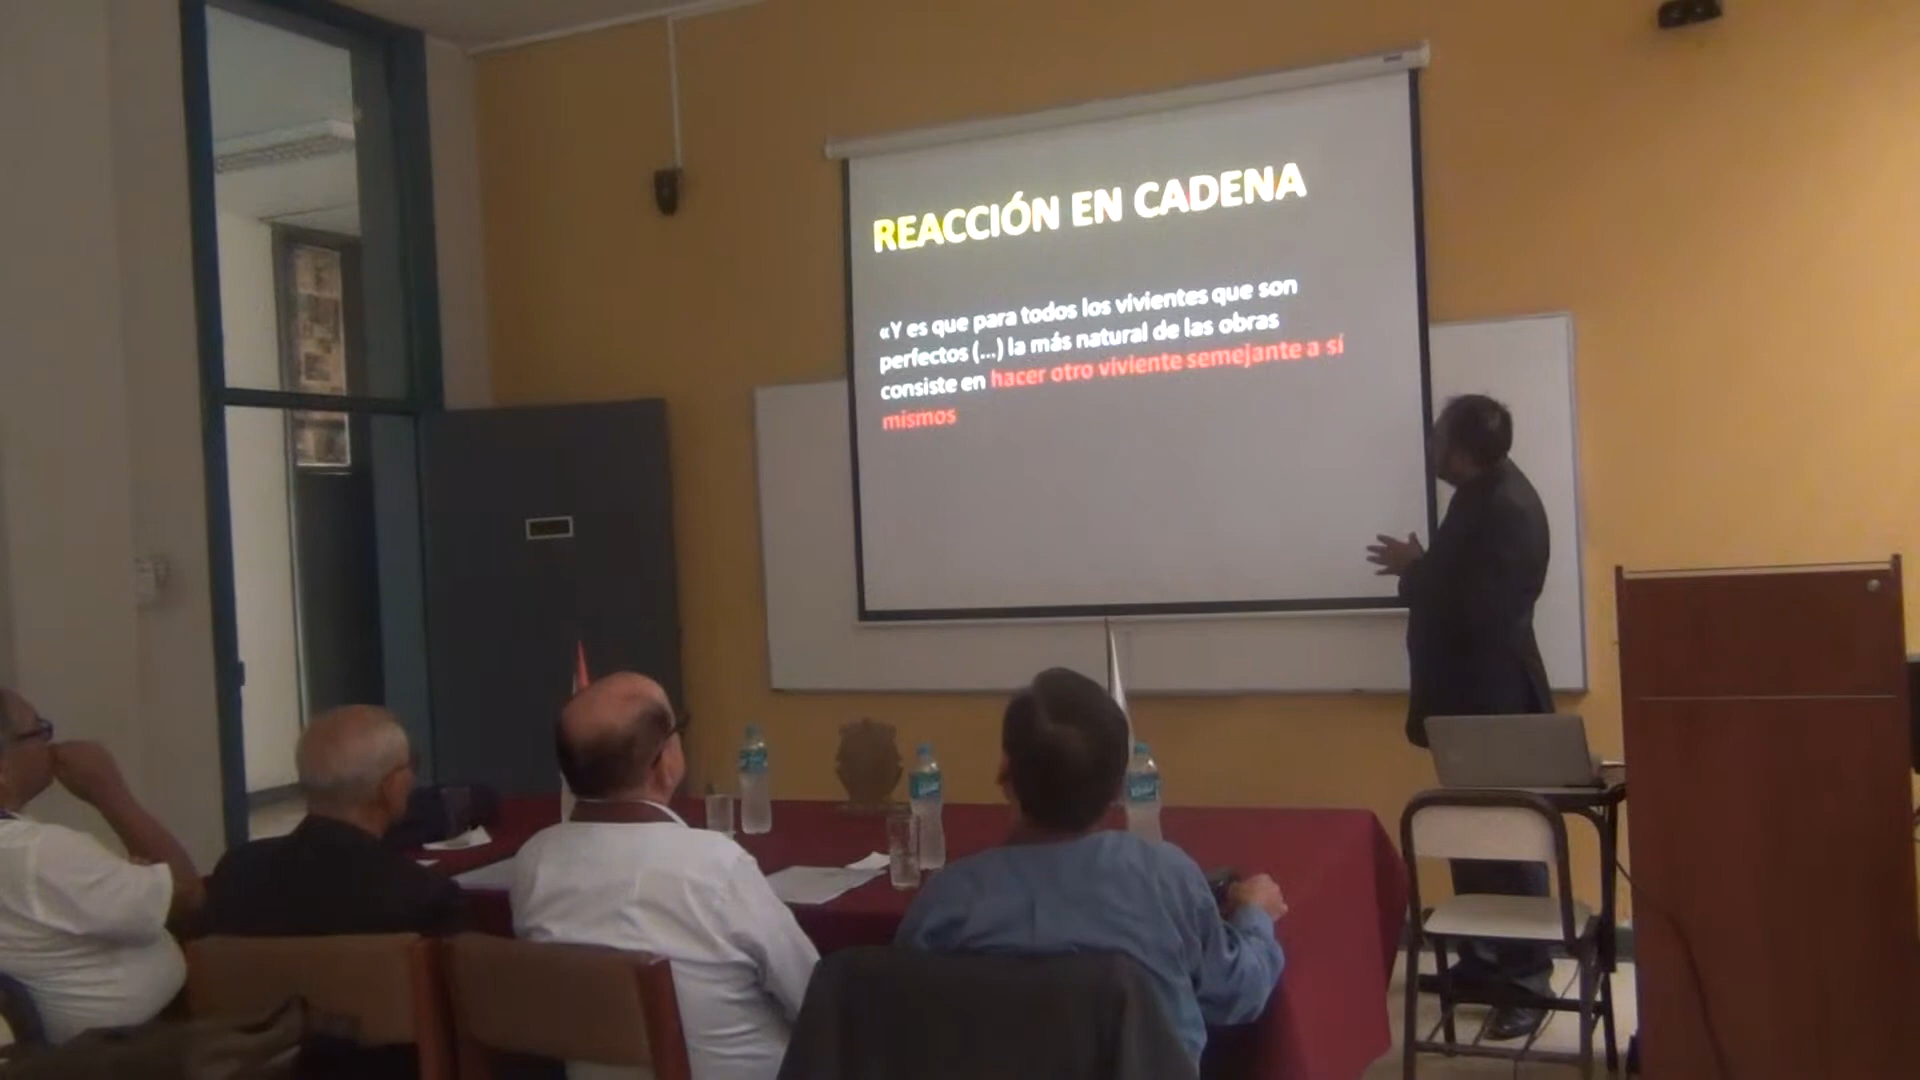 REACCIÓN EN CADENA
«Y es que para todos los vivientes que son
perfectos (...) la más natural de las obras
consiste en hacer otro viviente semejante a sí
mismos